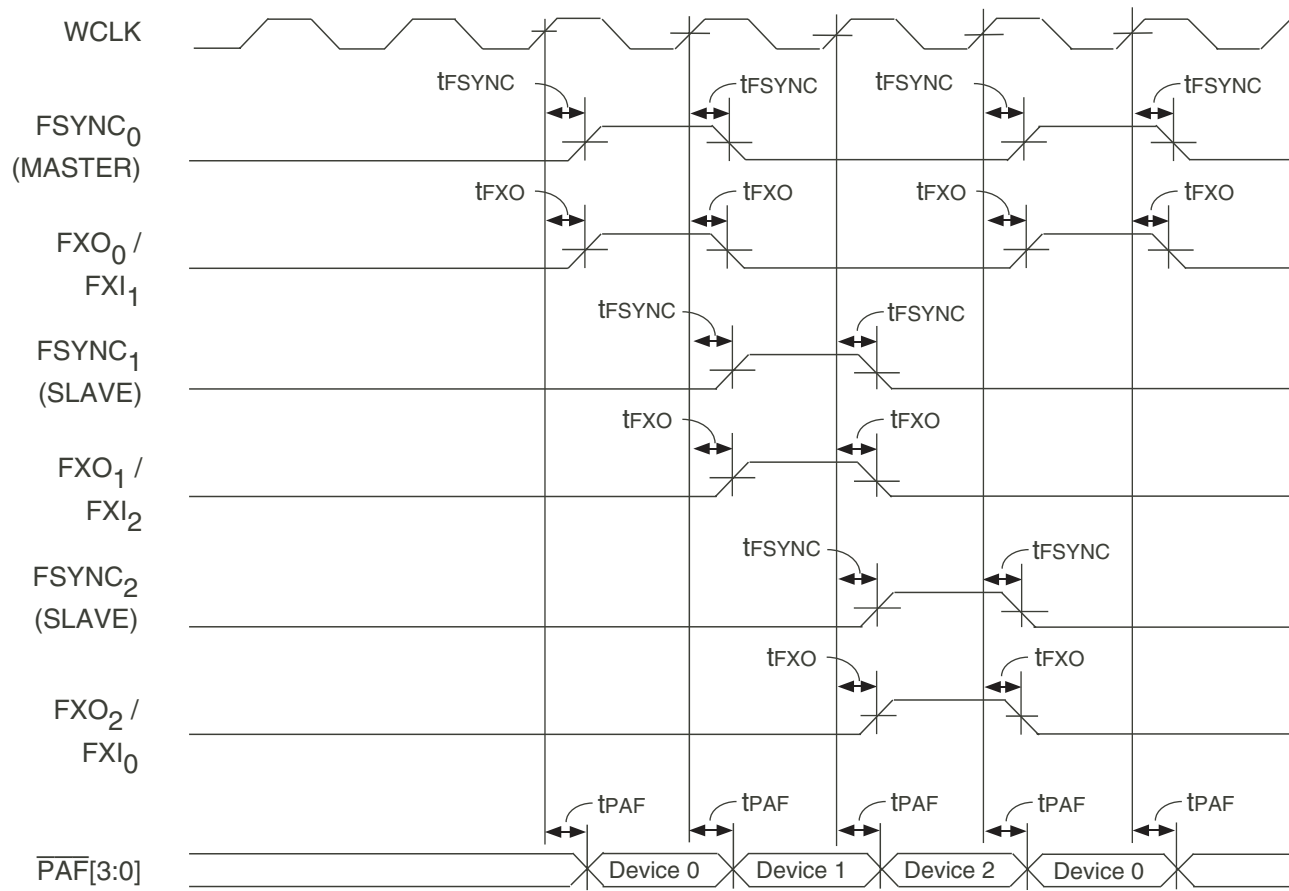 WCLK
tFSYNC tFSYNC tFSYNC tFSYNC
FSYNC0
(MASTER)
tFXO tFXO tFXO tFXO
FXO0 /
FXI1
tFSYNC tFSYNC
FSYNC1
(SLAVE)
tFXO tFXO
FXO1 /
FXI2
tFSYNC tFSYNC
FSYNC2
(SLAVE)
tFXO tFXO
FXO2 /
FXI0
tPAF tPAF tPAF tPAF tPAF
P̅A̅F̅[3:0] Device 0 Device 1 Device 2 Device 0